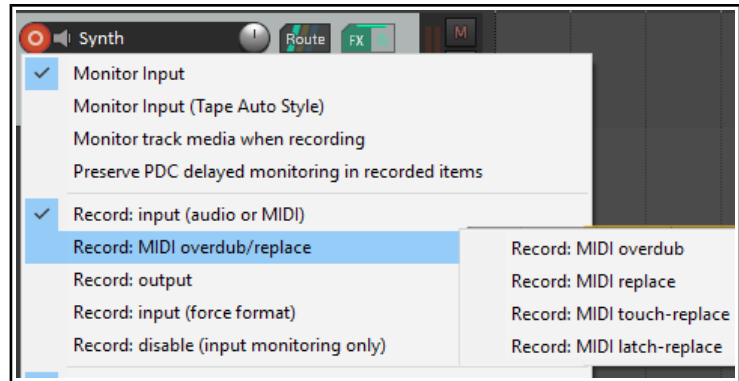 Synth Route FX M
Monitor Input
Monitor Input (Tape Auto Style)
Monitor track media when recording
Preserve PDC delayed monitoring in recorded items
Record: input (audio or MIDI)
Record: MIDI overdub/replace
Record: MIDI overdub
Record: output
Record: MIDI replace
Record: input (force format)
Record: MIDI touch-replace
Record: disable (input monitoring only)
Record: MIDI latch-replace